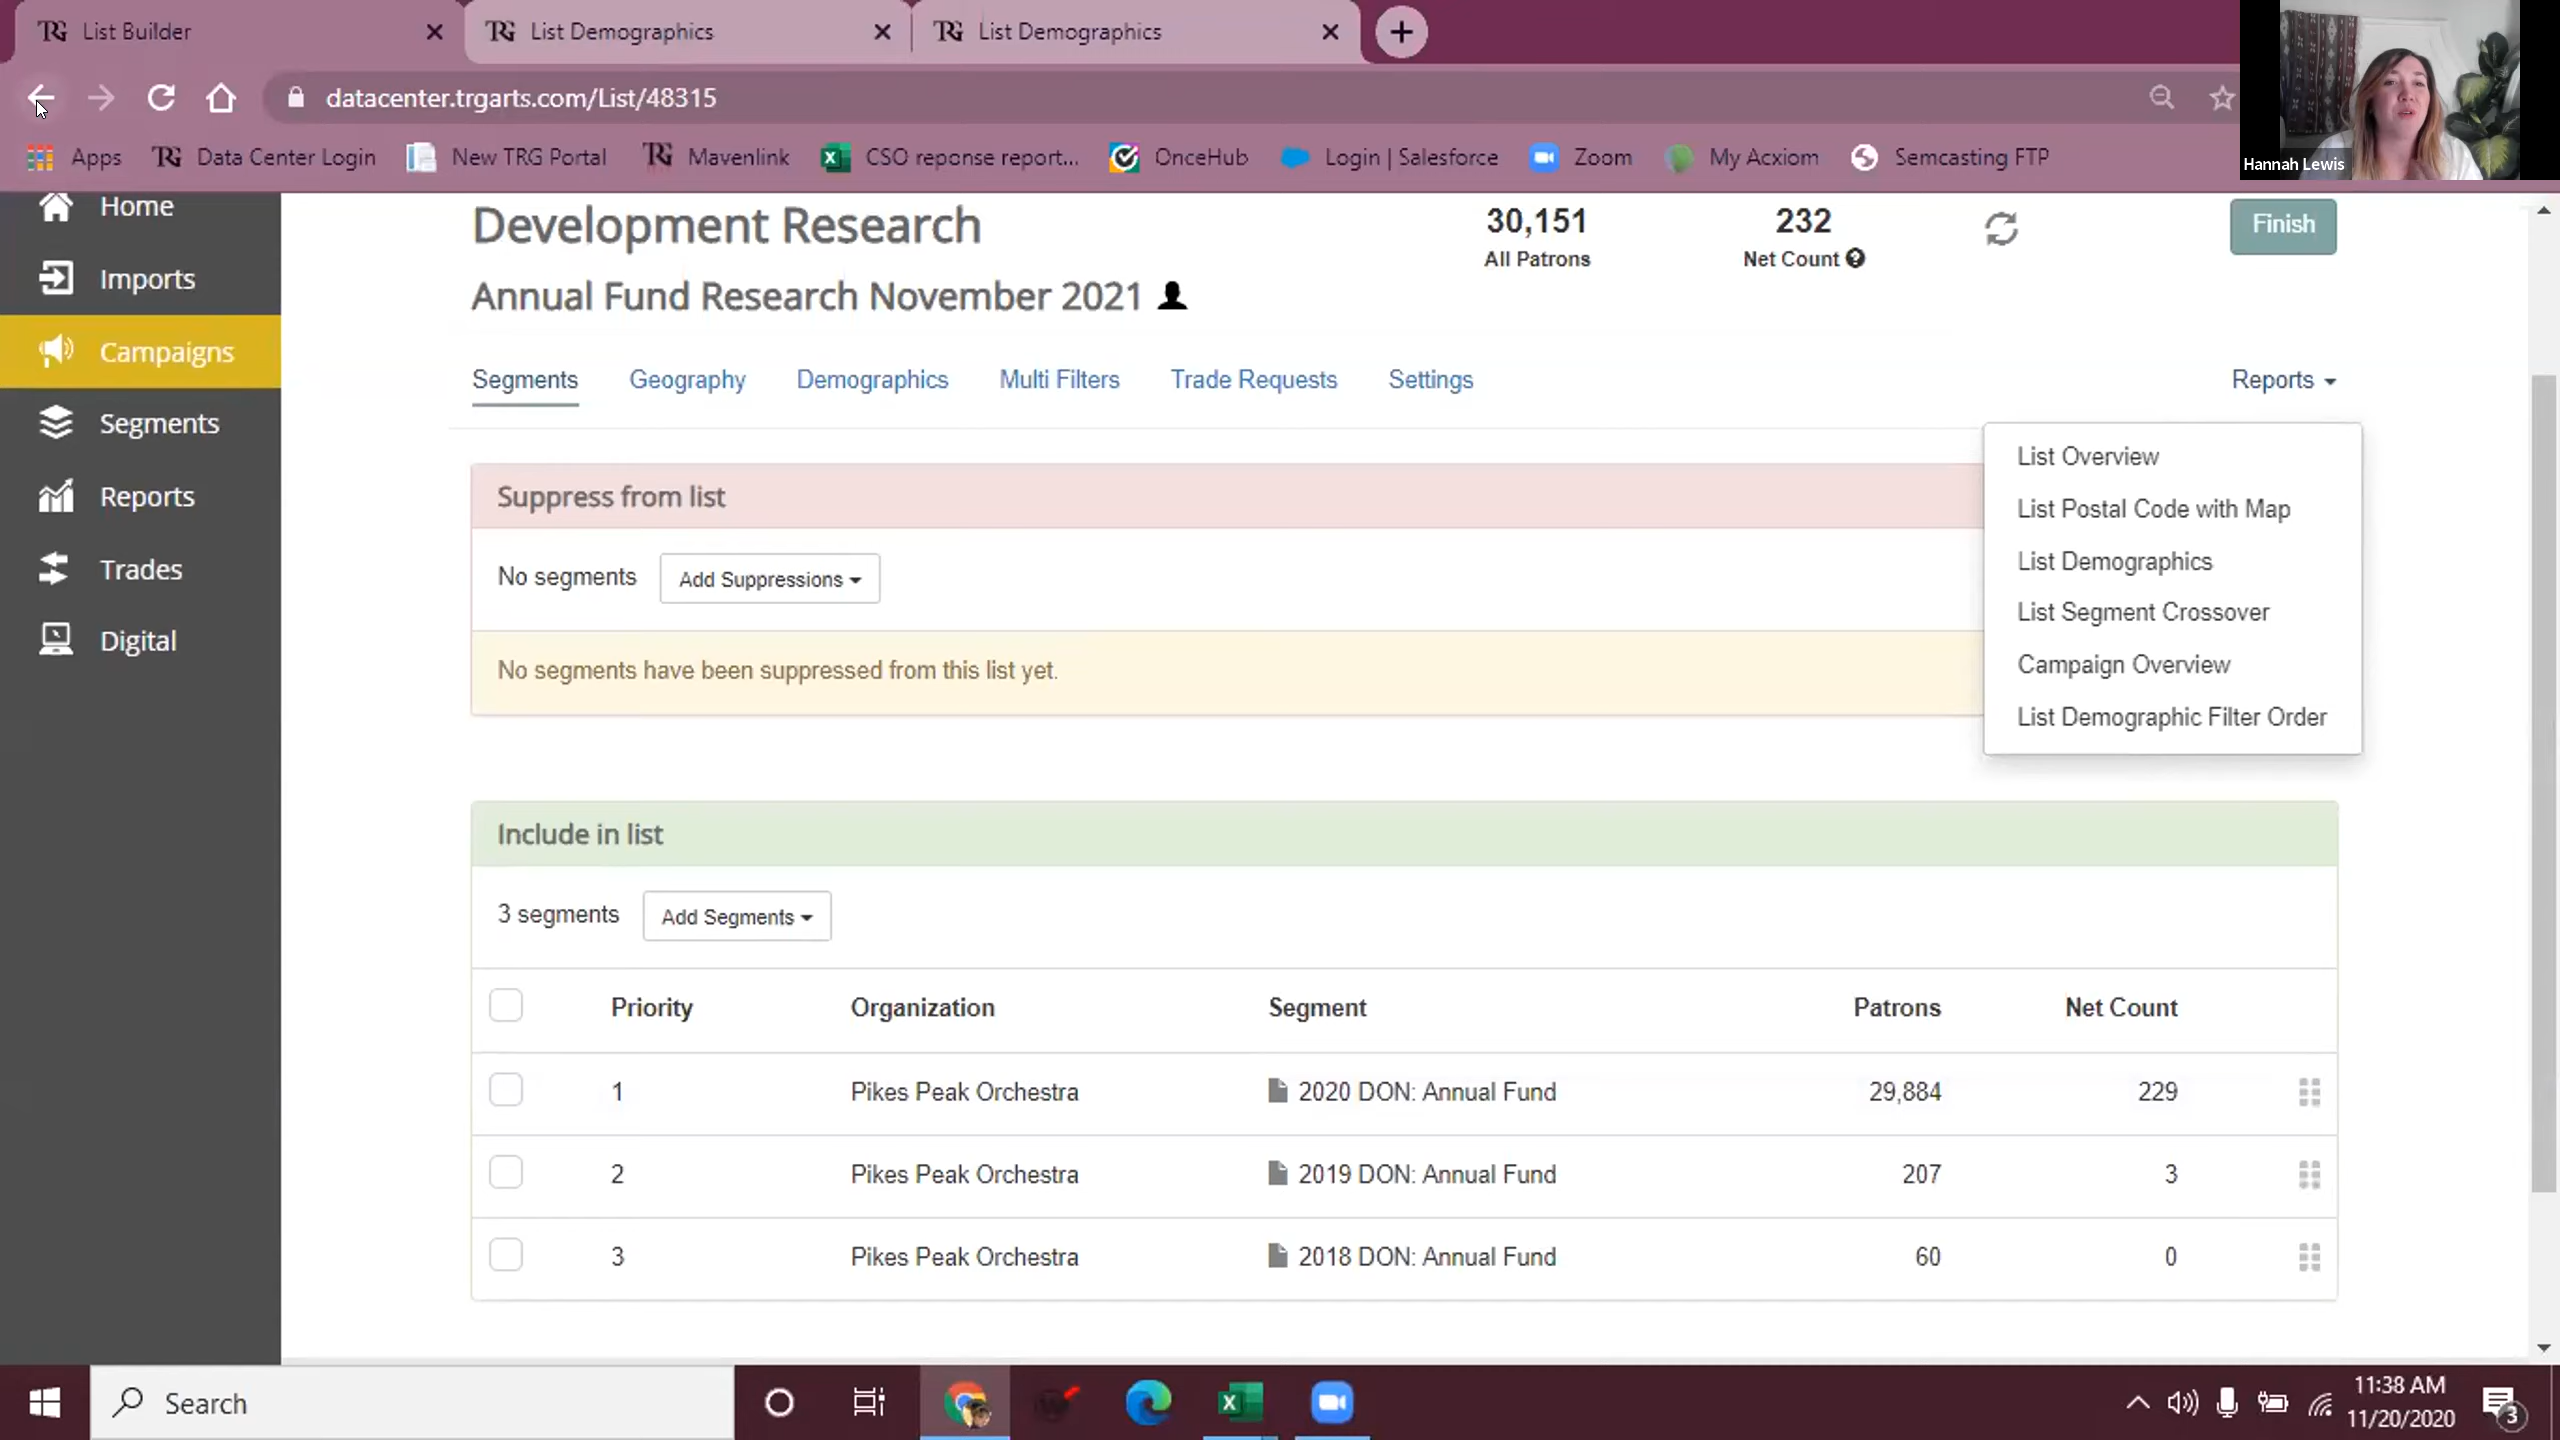 List Builder
List Demographics
List Demographics
datacenter.trgarts.com/List/48315
Apps
Data Center Login
New TRG Portal
Mavenlink
CSO reponse report...
OnceHub
Login | Salesforce
Zoom
My Acxiom
Semcasting FTP
Hannah Lewis
Home
Imports
Campaigns
Segments
Reports
Trades
Digital
Development Research
30,151
All Patrons
232
Net Count
Finish
Annual Fund Research November 2021
Segments
Geography
Demographics
Multi Filters
Trade Requests
Settings
Reports
List Overview
List Postal Code with Map
List Demographics
List Segment Crossover
Campaign Overview
List Demographic Filter Order
Suppress from list
No segments
Add Suppressions
No segments have been suppressed from this list yet.
Include in list
3 segments
Add Segments
Priority Organization Segment Patrons Net Count
1 Pikes Peak Orchestra 2020 DON: Annual Fund 29,884 229
2 Pikes Peak Orchestra 2019 DON: Annual Fund 207 3
3 Pikes Peak Orchestra 2018 DON: Annual Fund 60 0
Search
11:38 AM
11/20/2020
3